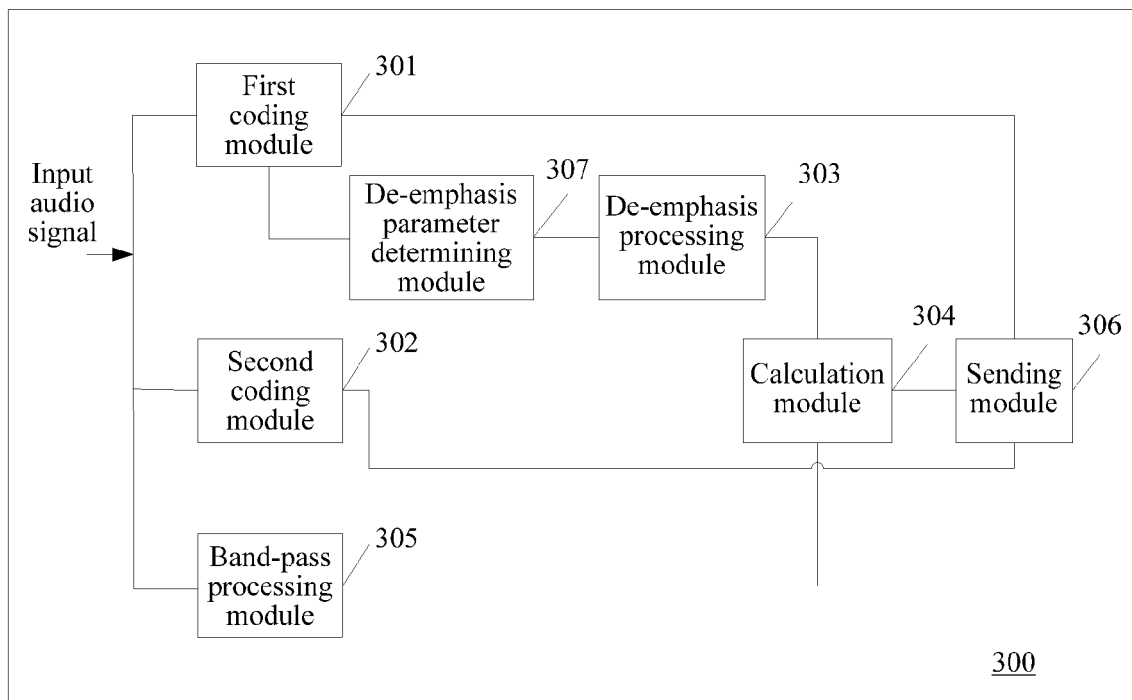 301
First
coding
module
307
303
Input
audio
signal
De-emphasis
parameter
determining
module
De-emphasis
processing
module
302
304
306
Second
coding
module
Calculation
module
Sending
module
305
Band-pass
processing
module
300